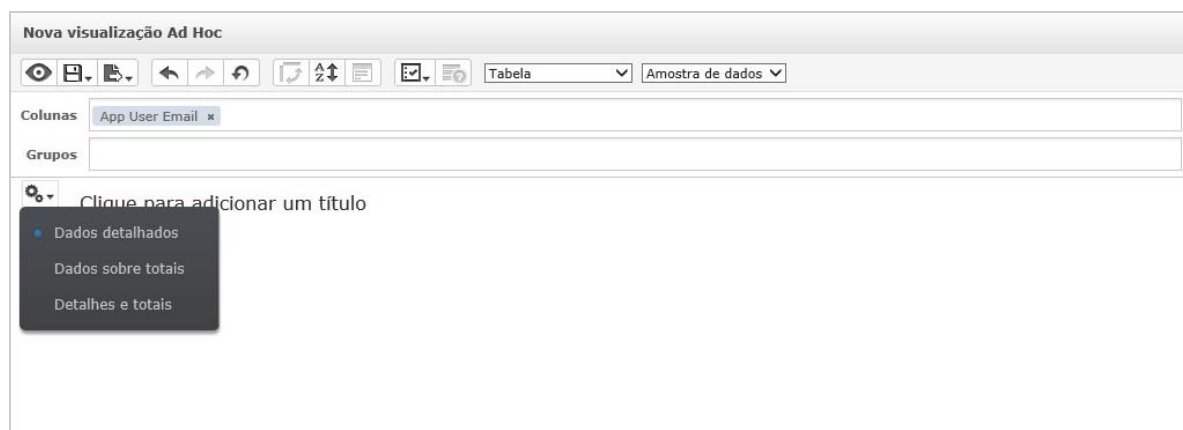 Nova visualização Ad Hoc
Tabela Amostra de dados
Colunas App User Email ×
Grupos
Clique para adicionar um título
Dados detalhados
Dados sobre totais
Detalhes e totais